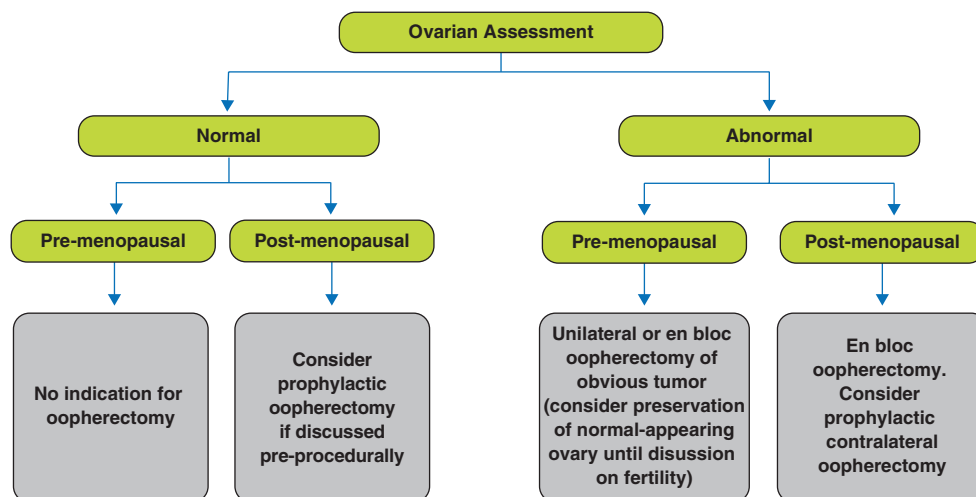 Ovarian Assessment
Normal
Abnormal
Pre-menopausal
Post-menopausal
Pre-menopausal
Post-menopausal
No indication for
oopherectomy
Consider
prophylactic
oopherectomy
if discussed
pre-procedurally
Unilateral or en bloc
oopherectomy of
obvious tumor
(consider preservation
of normal-appearing
ovary until disussion
on fertility)
En bloc
oopherectomy.
Consider
prophylactic
contralateral
oopherectomy